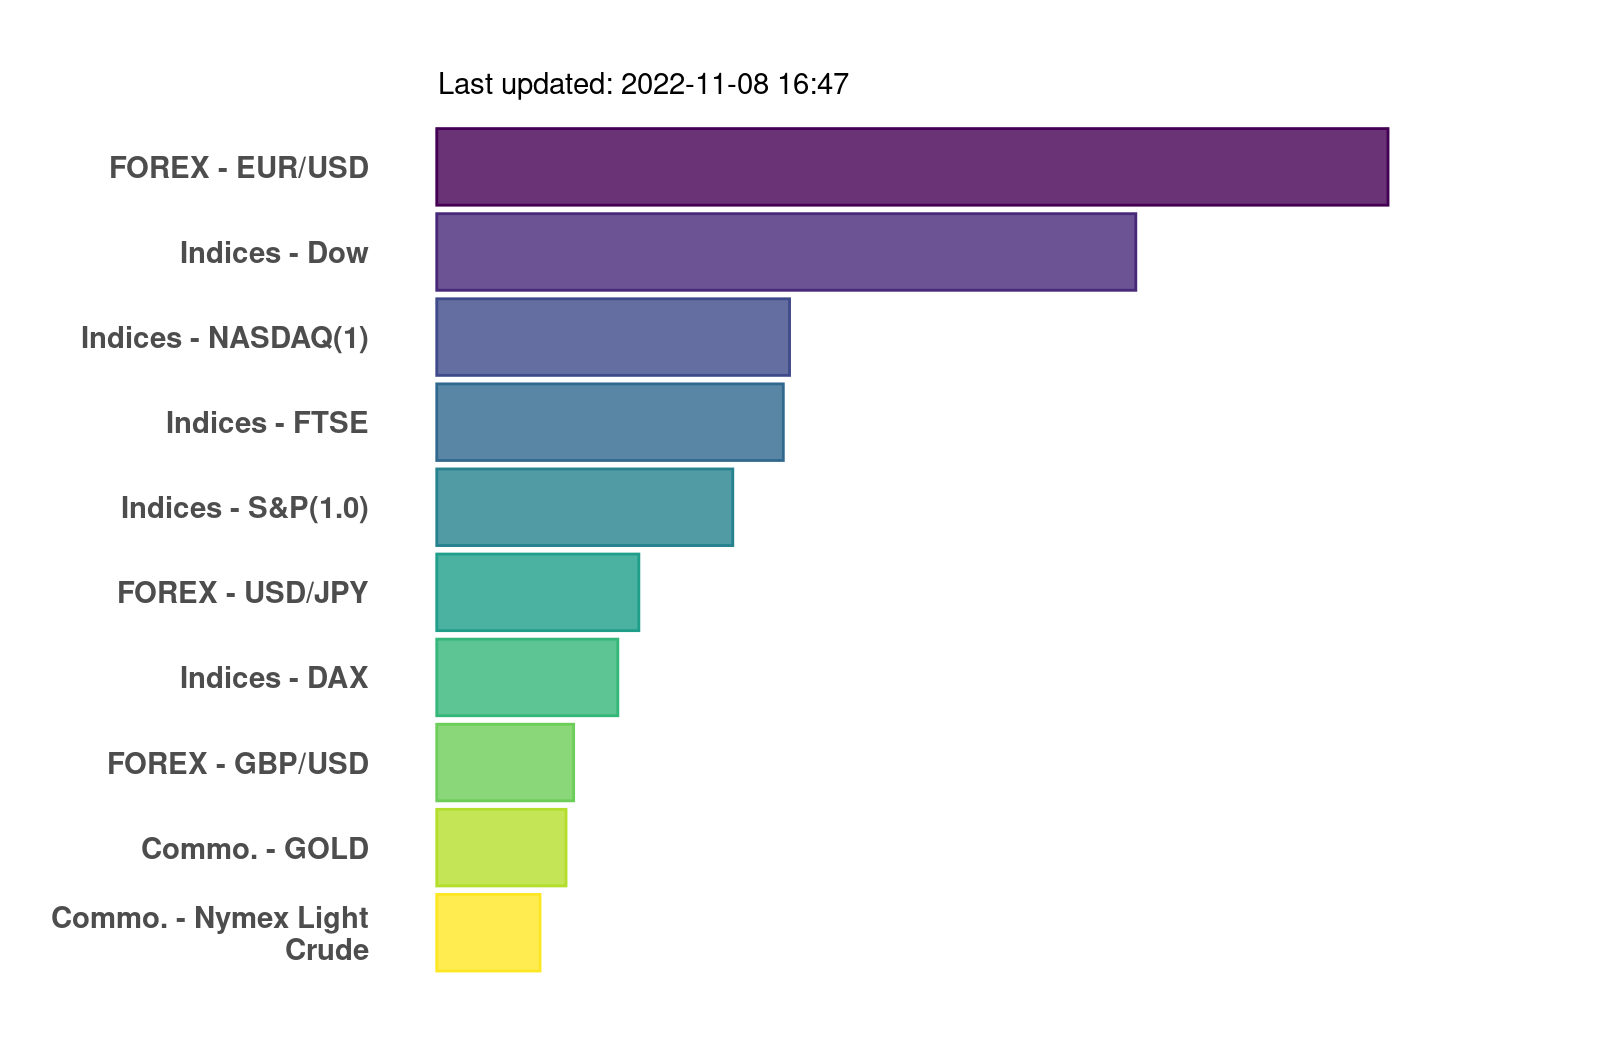 Last updated: 2022-11-08 16:47
FOREX - EUR/USD
Indices - Dow
Indices - NASDAQ(1)
Indices - FTSE
Indices - S&P(1.0)
FOREX - USD/JPY
Indices - DAX
FOREX - GBP/USD
Commo. - GOLD
Commo. - Nymex Light
Crude